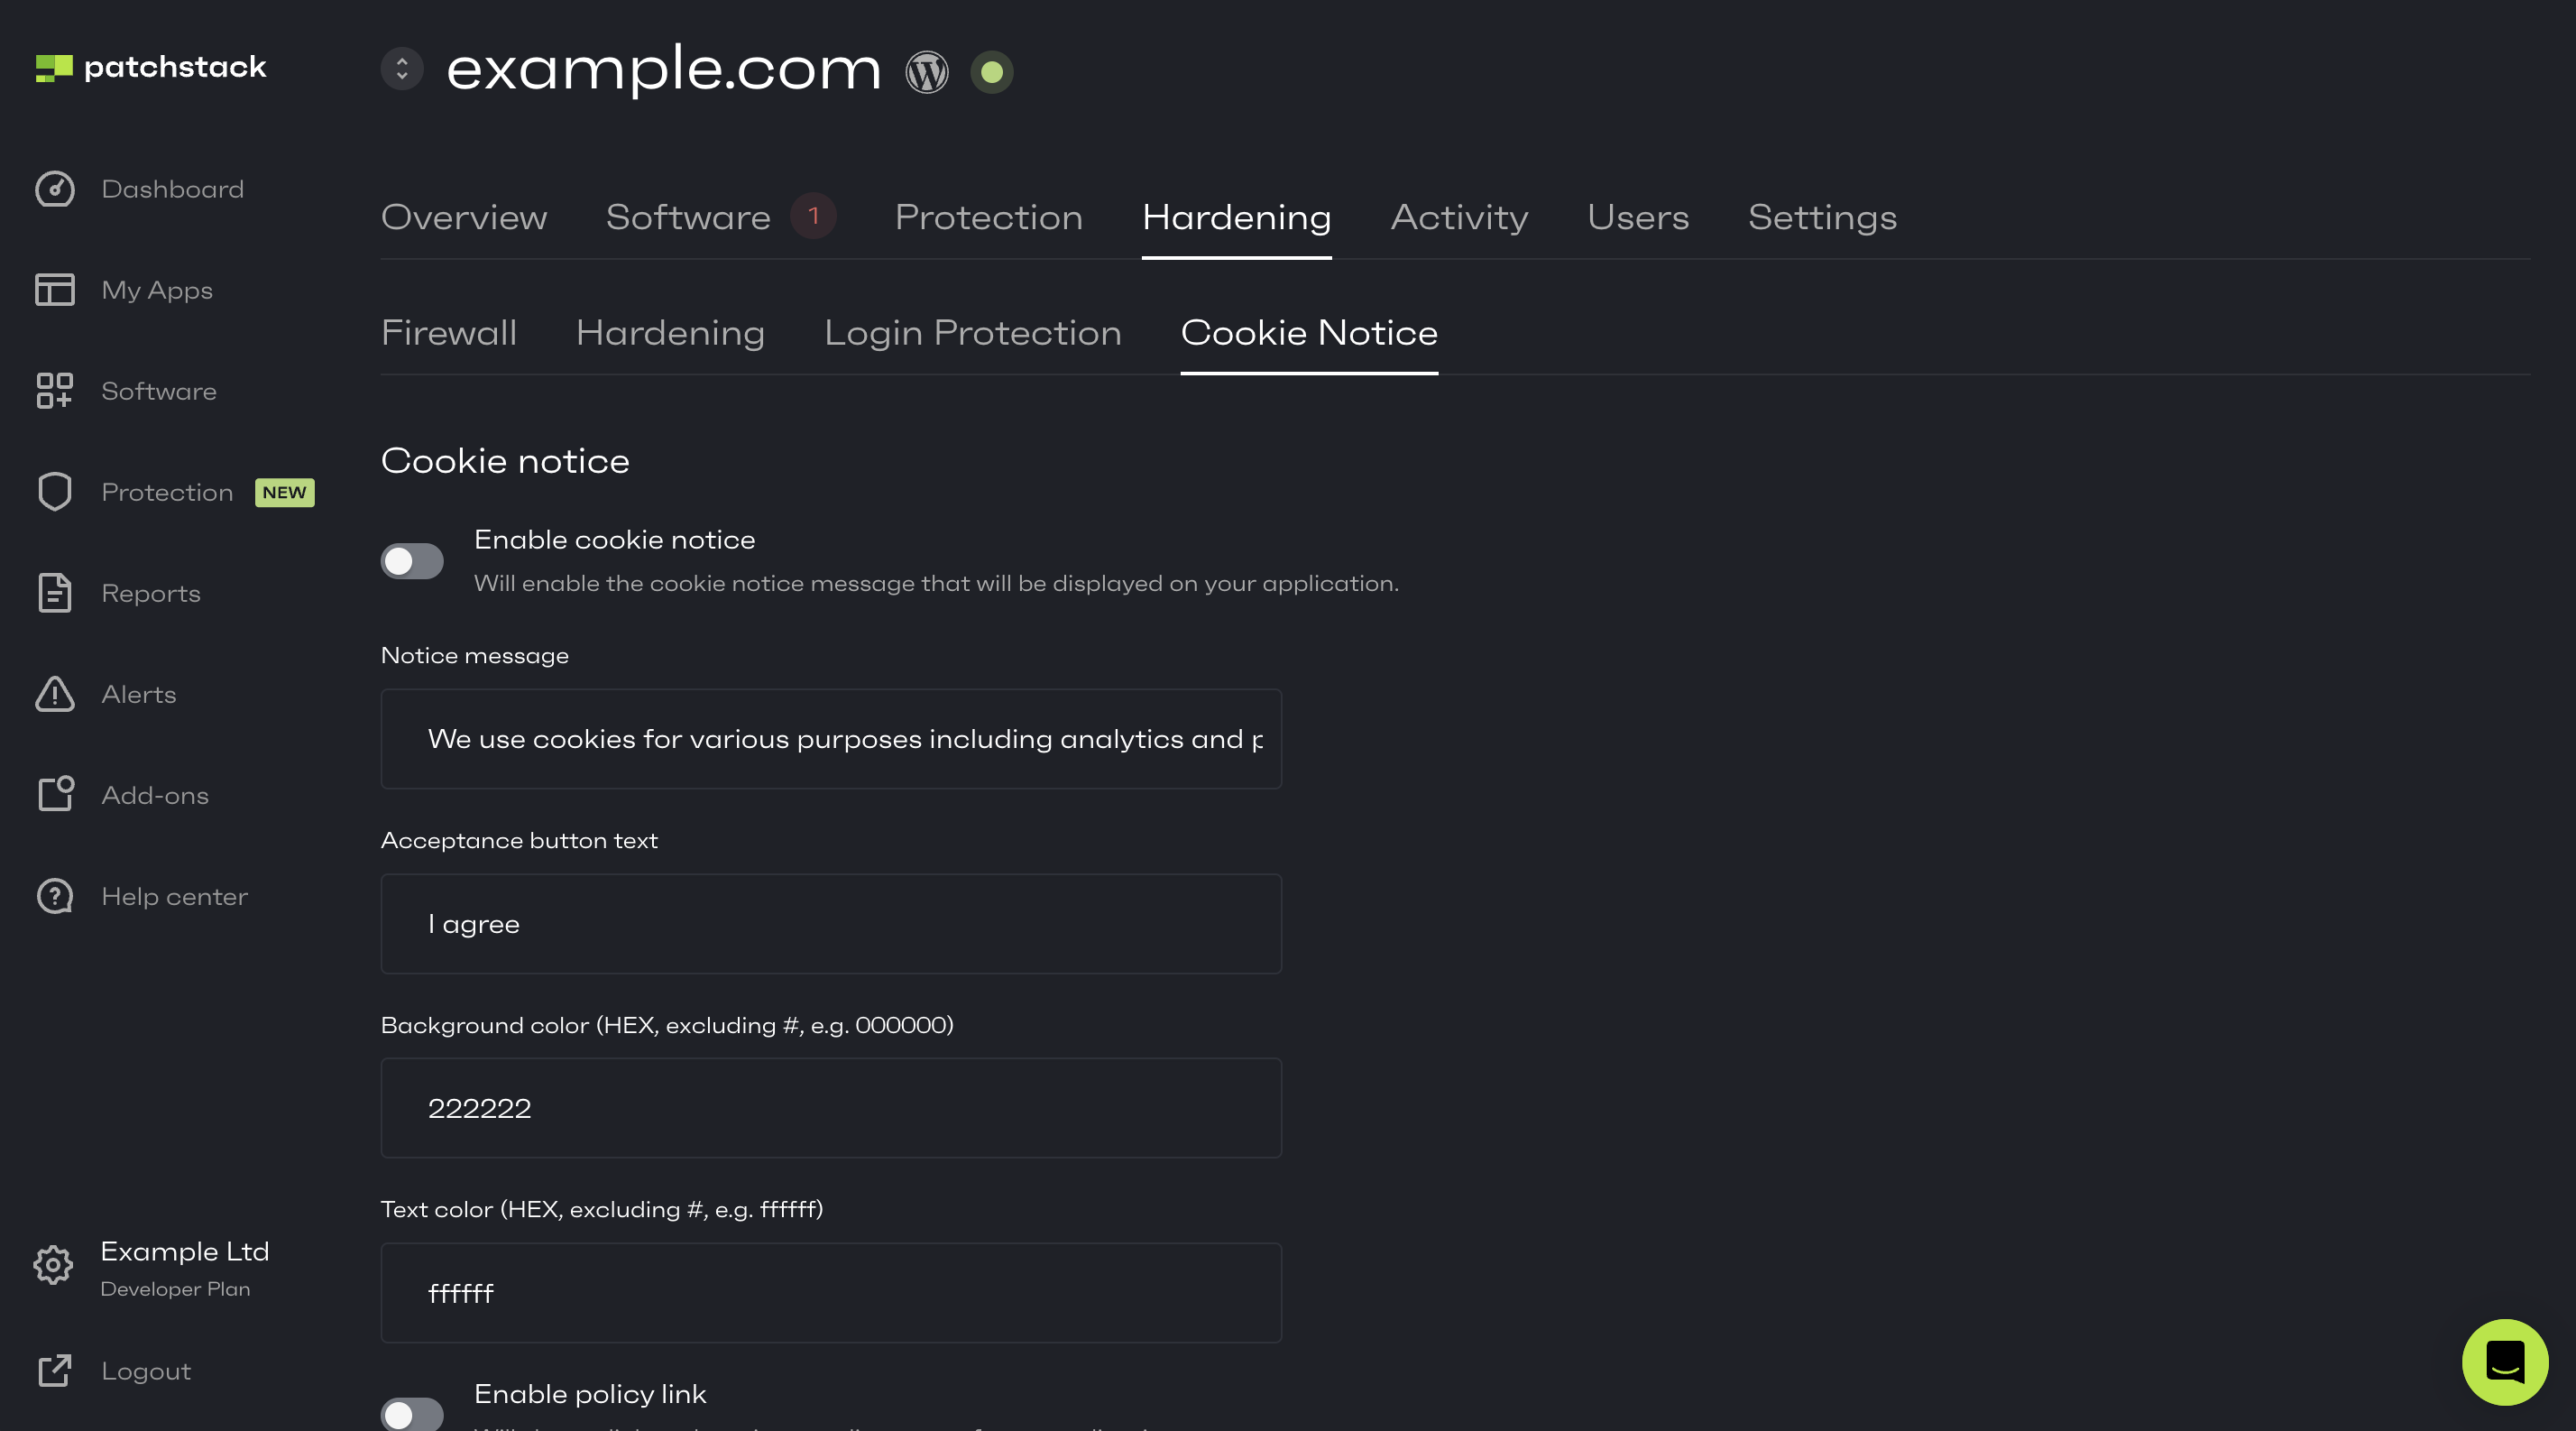 patchstack
example.com
Dashboard
My Apps
Software
Protection NEW
Reports
Alerts
Add-ons
Help center
Example Ltd
Developer Plan
Logout
Overview Software 1 Protection Hardening Activity Users Settings
Firewall Hardening Login Protection Cookie Notice
Cookie notice
Enable cookie notice
Will enable the cookie notice message that will be displayed on your application.
Notice message
We use cookies for various purposes including analytics and
Acceptance button text
I agree
Background color (HEX, excluding #, e.g. 000000)
222222
Text color (HEX, excluding #, e.g. ffffff)
ffffff
Enable policy link